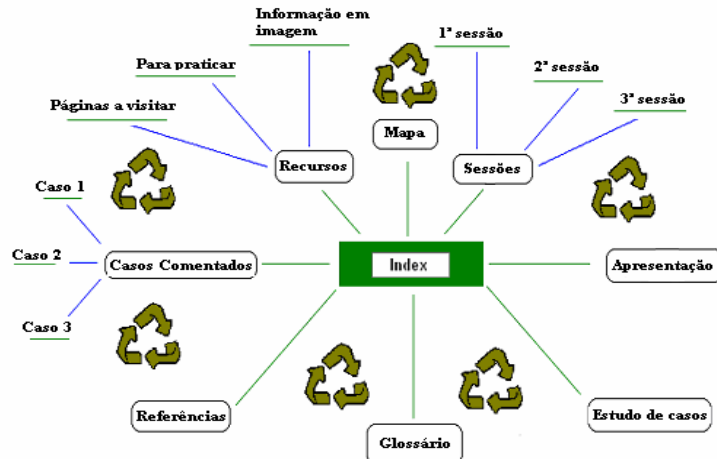 Informação em
imagem
1ª sessão
Para praticar
2ª sessão
Páginas a visitar
3ª sessão
Mapa
Recursos
Sessões
Caso 1
Caso 2
Casos Comentados
Index
Apresentação
Caso 3
Referências
Glossário
Estudo de casos